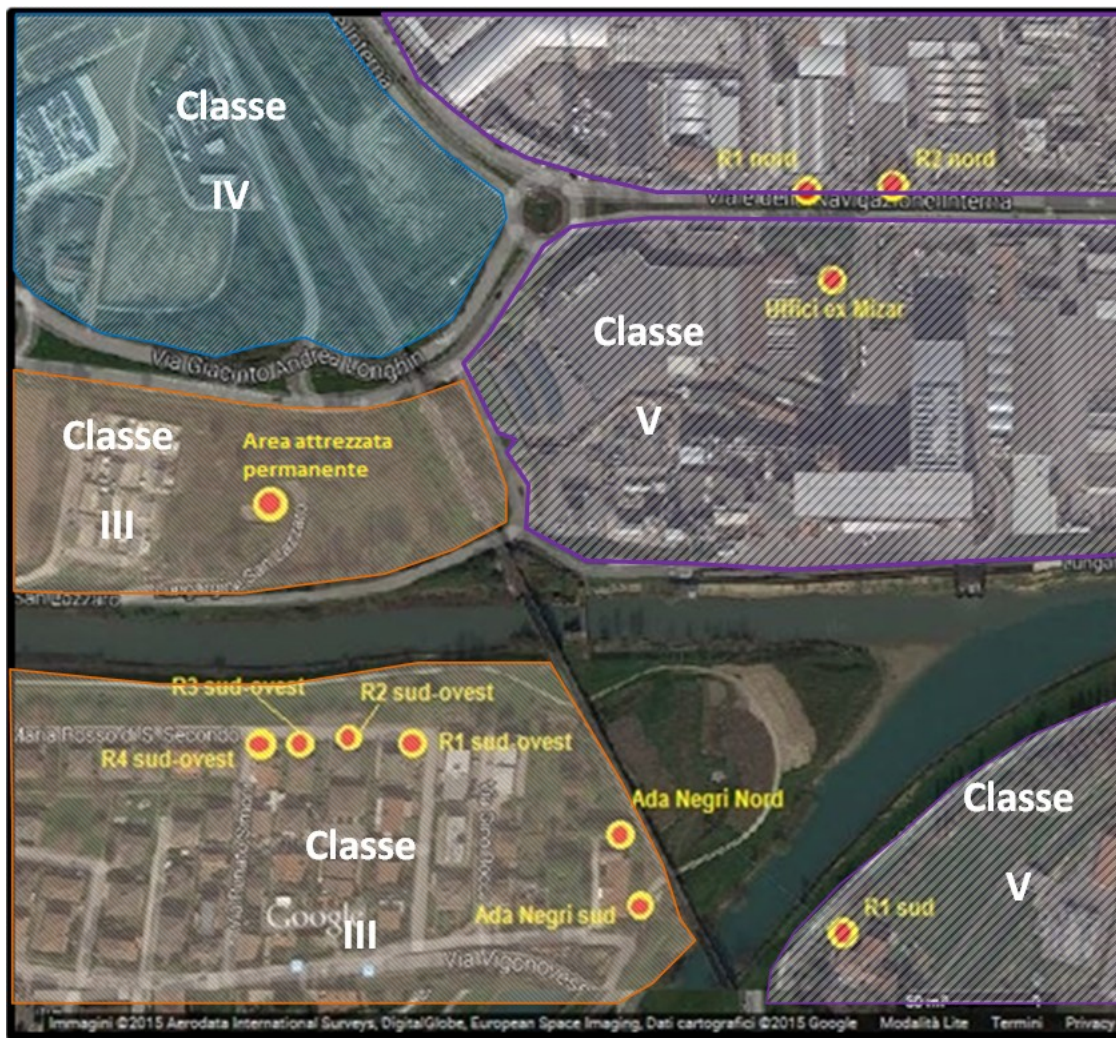 Classe
IV
Interna
R1 nord
R2 nord
Uffici ex Mizar
Via Giacinto Andrea Longhin
Classe
V
Classe
III
Area attrezzata
permanente
Lungargine San Lazzaro
R3 sud-ovest
R2 sud-ovest
R4 sud-ovest
R1 sud-ovest
Ada Negri Nord
Classe
III
Google
Ada Negri sud
Via Vigonovese
Classe
V
R1 sud
Immagini ©2015 Aerodata International Surveys, DigitalGlobe, European Space Imaging, Dati cartografici ©2015 Google
Modalità Lite
Termini
Privacy